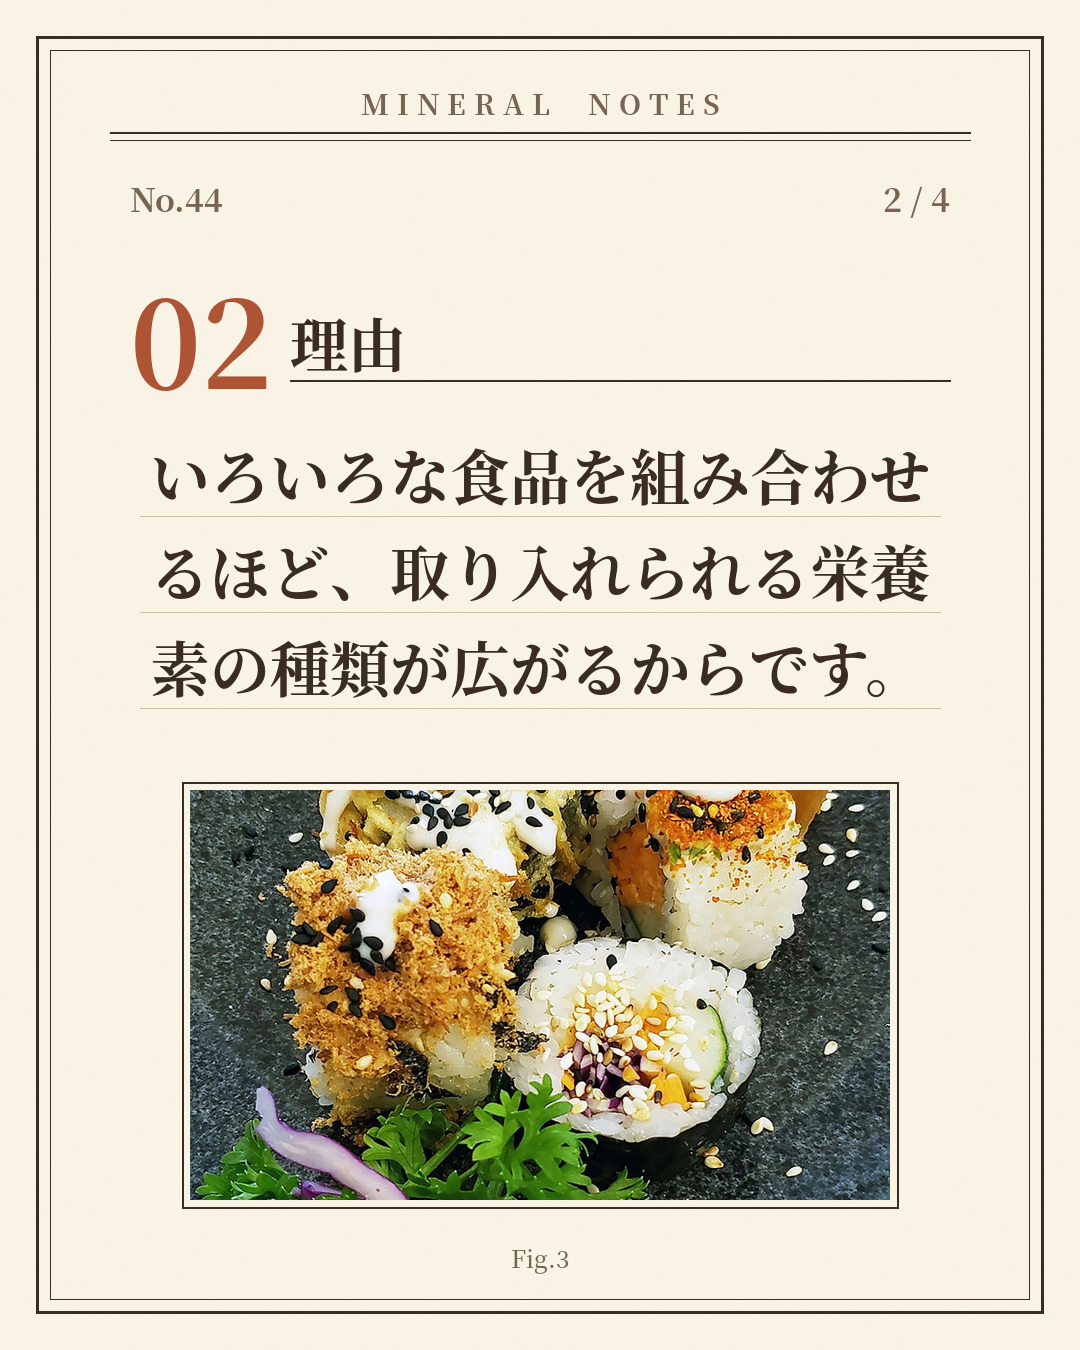 MINERAL NOTES
No.44
2 / 4
02 理由
いろいろな食品を組み合わせ
るほど、取り入れられる栄養
素の種類が広がるからです。
Fig.3